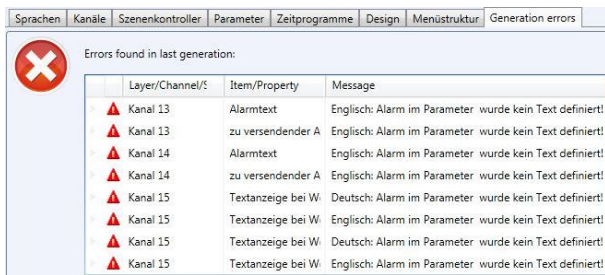 Sprachen Kanäle Szenenkontroller Parameter Zeitprogramme Design Menüstruktur Generation errors
Errors found in last generation:
Layer/Channel/S Item/Property Message
Kanal 13 Alarmtext Englisch: Alarm im Parameter wurde kein Text definiert!
Kanal 13 zu versendender A Englisch: Alarm im Parameter wurde kein Text definiert!
Kanal 14 Alarmtext Englisch: Alarm im Parameter wurde kein Text definiert!
Kanal 14 zu versendender A Englisch: Alarm im Parameter wurde kein Text definiert!
Kanal 15 Textanzeige bei W Deutsch: Alarm im Parameter wurde kein Text definiert!
Kanal 15 Textanzeige bei W Englisch: Alarm im Parameter wurde kein Text definiert!
Kanal 15 Textanzeige bei W Deutsch: Alarm im Parameter wurde kein Text definiert!
Kanal 15 Textanzeige bei W Englisch: Alarm im Parameter wurde kein Text definiert!